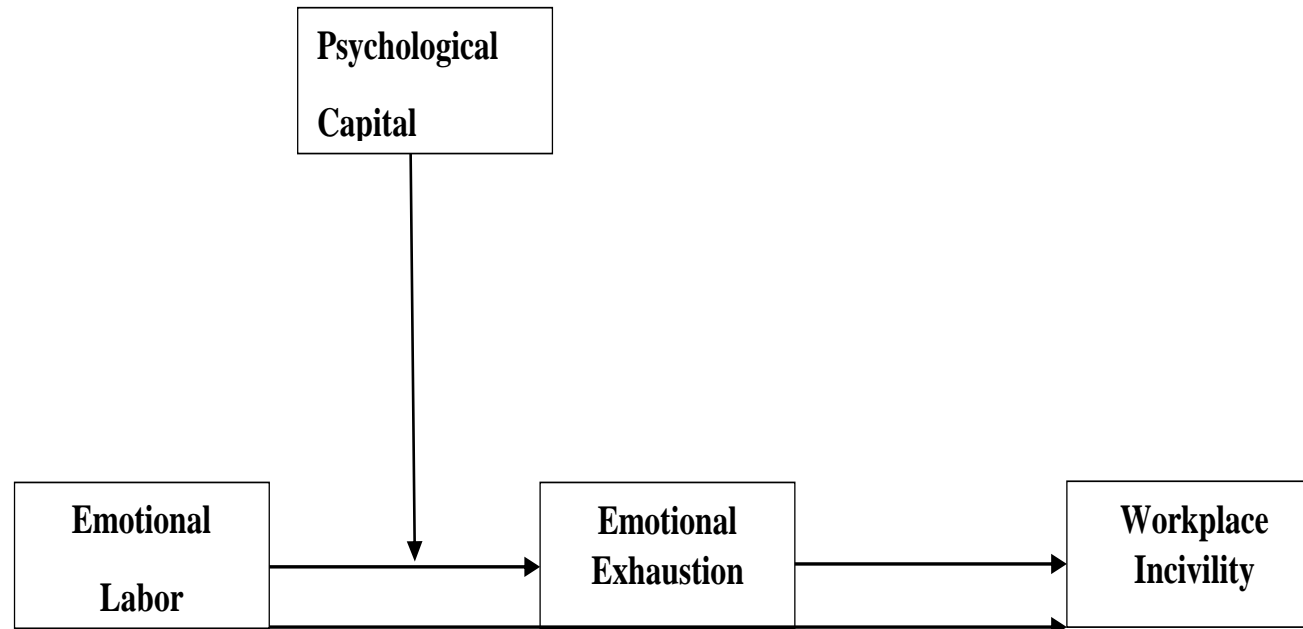 Psychological
Capital
Emotional
Labor
Emotional
Exhaustion
Workplace
Incivility